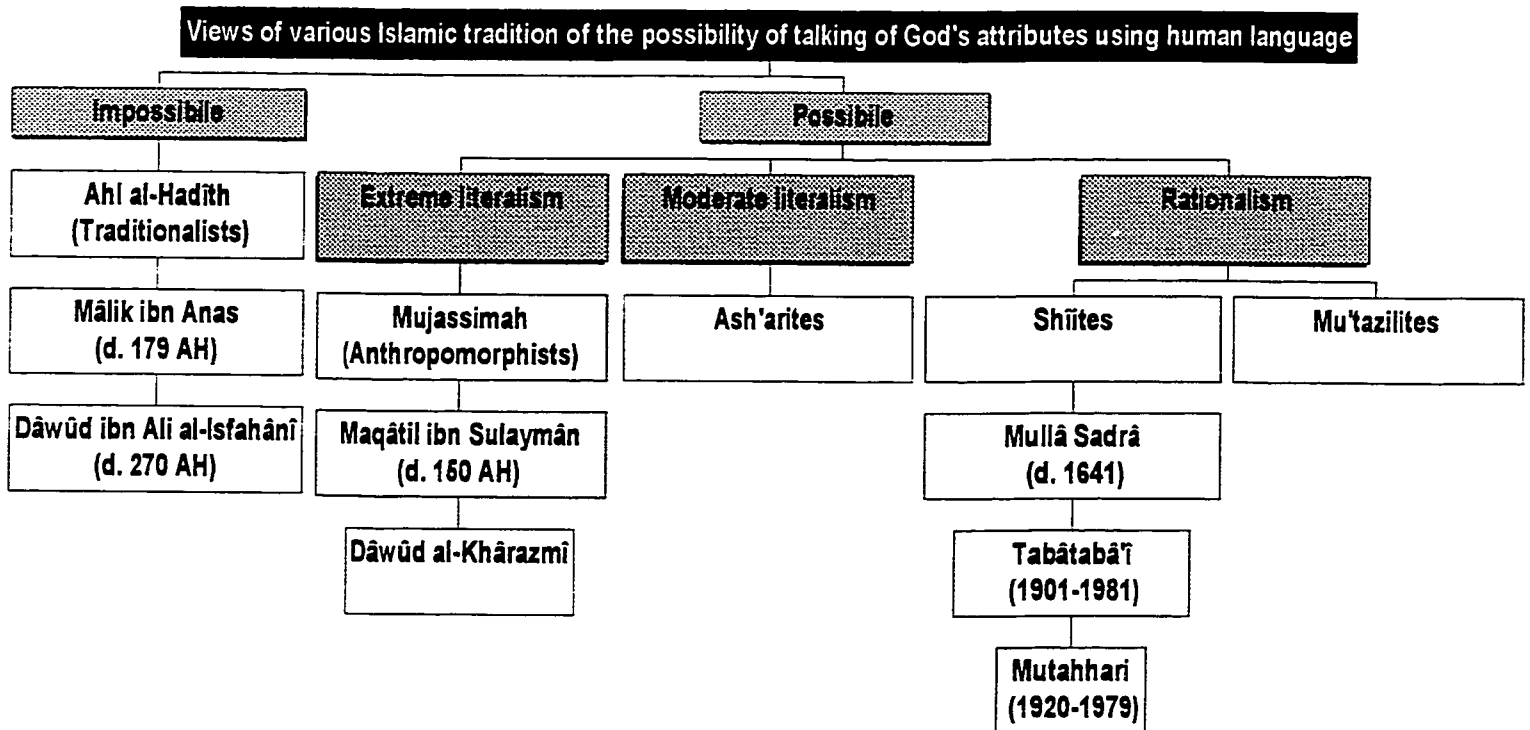 Views of various Islamic tradition of the possibility of talking of God's attributes using human language
Impossibile
Possibile
Ahl al-Hadîth
(Traditionalists)
Extreme literalism
Moderate literalism
Rationalism
Mâlik ibn Anas
(d. 179 AH)
Mujassimah
(Anthropomorphists)
Ash'arites
Shîites
Mu'tazilites
Dâwûd ibn Ali al-Isfahânî
(d. 270 AH)
Maqâtil ibn Sulaymân
(d. 150 AH)
Mullâ Sadrâ
(d. 1641)
Dâwûd al-Khârazmî
Tabâtabâ'î
(1901-1981)
Mutahhari
(1920-1979)